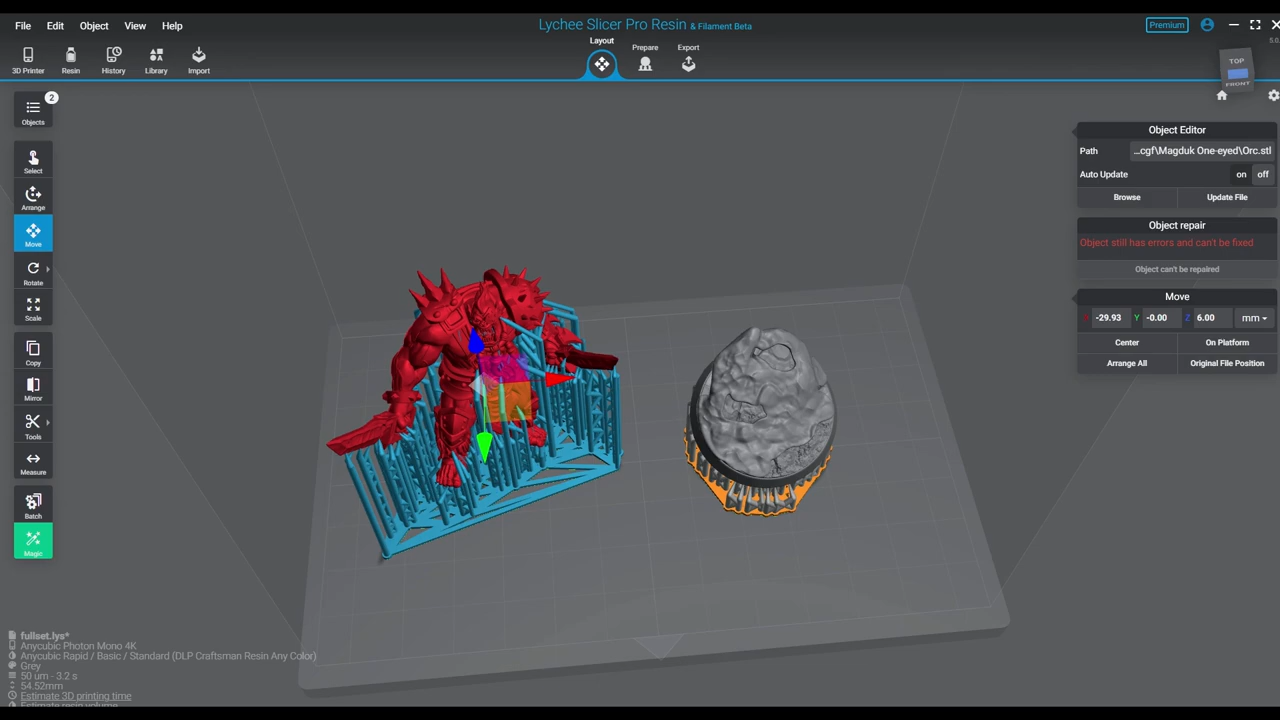 File Edit Object View Help
Lychee Slicer Pro Resin & Filament Beta
Premium
5.0
3D Printer Resin History Library Import
Layout Prepare Export
TOP
FRONT
2
Objects
Select
Arrange
Move
Rotate
Scale
Copy
Mirror
Tools
Measure
Batch
Magic
Object Editor
Path ...cgf\Magduk One-eyed\Orc.stl
Auto Update on off
Browse Update File
Object repair
Object still has errors and can't be fixed
Object can't be repaired
Move
X -29.93 Y -0.00 Z 6.00 mm
Center On Platform
Arrange All Original File Position
fullset.lys*
Anycubic Photon Mono 4K
Anycubic Rapid / Basic / Standard (DLP Craftsman Resin Any Color)
Grey
50 um - 3.2 s
54.52mm
Estimate 3D printing time
Estimate resin volume